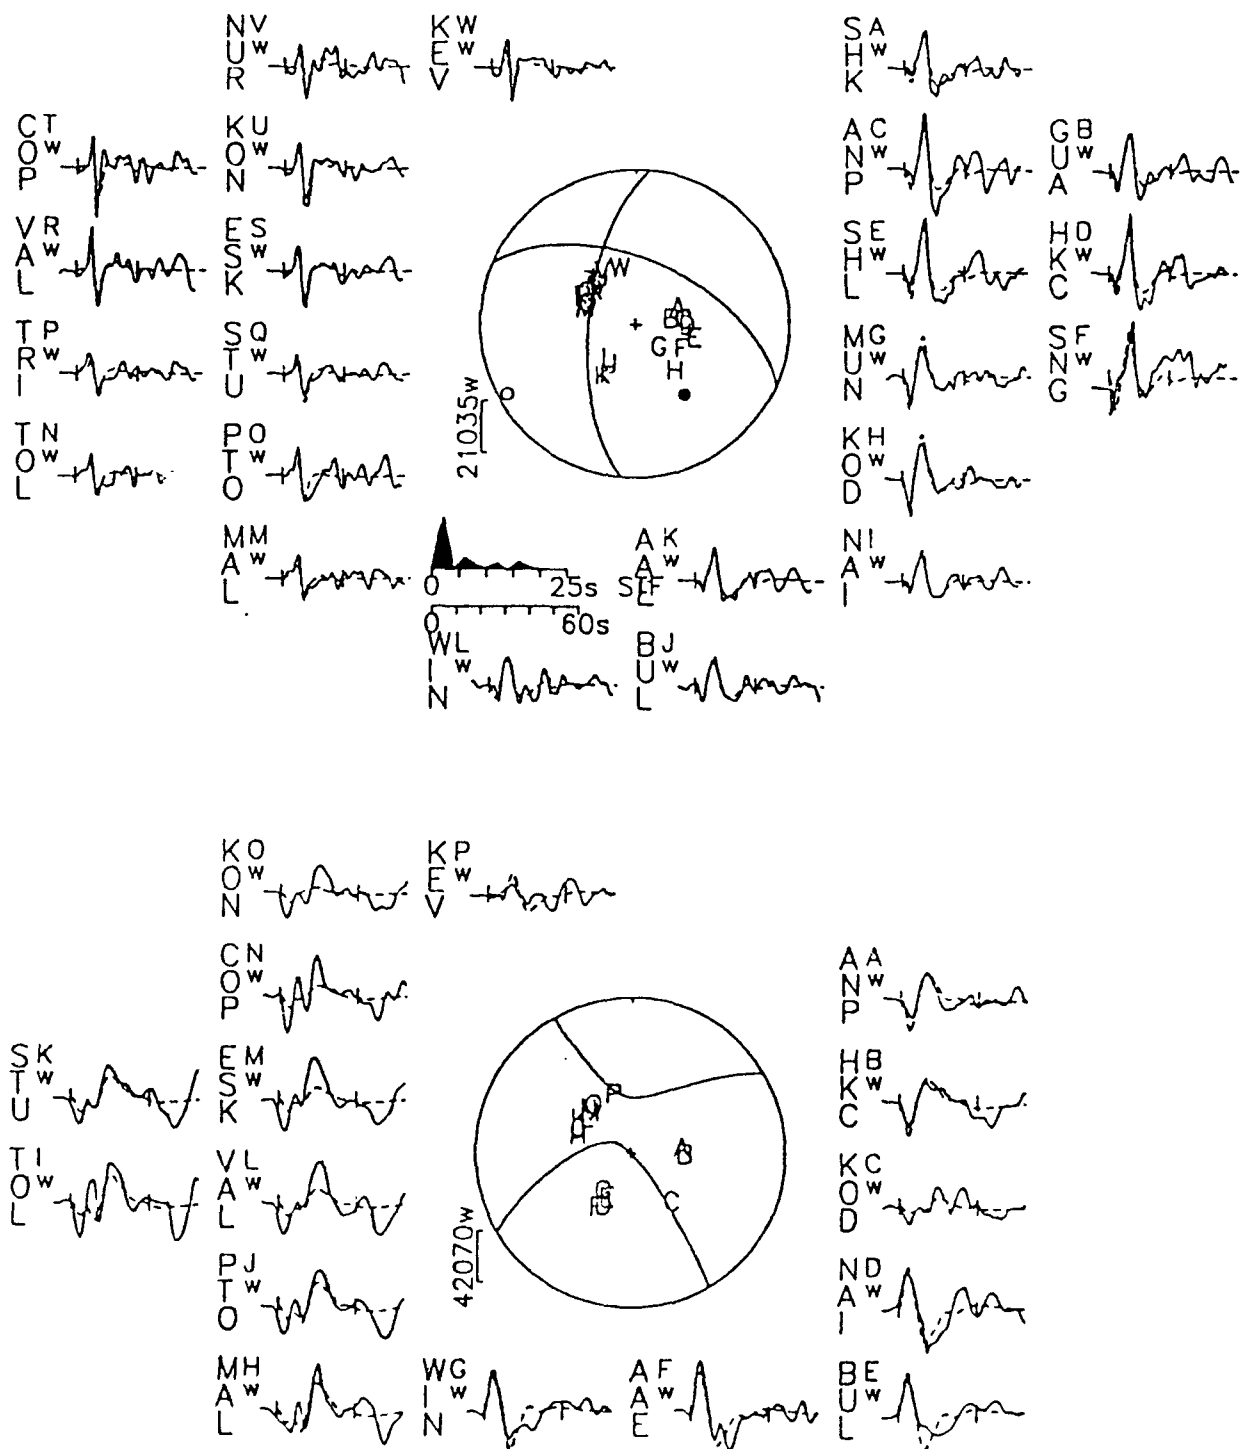 NUR V w
KEV W w
SHK A w
COP T w
KON U w
ANP C w
GUA B w
VAL R w
ESK S w
SHL E w
HKC D w
TRI P w
STU Q w
MUN G w
SNG F w
TOL N w
PTO O w
KOD H w
MAL M w
AAE K w
NAI I w
WIN L w
BUL J w
W
A
B D
E
G F
H
J
K
21035w
0 25s STF
0 60s
KON O w
KEV P w
COP N w
ANP A w
STU K w
ESK M w
HKC B w
TOL I w
VAL L w
KOD C w
PTO J w
NAI D w
MAL H w
WIN G w
AAE F w
BUL E w
P
A
B
C
G
42070w